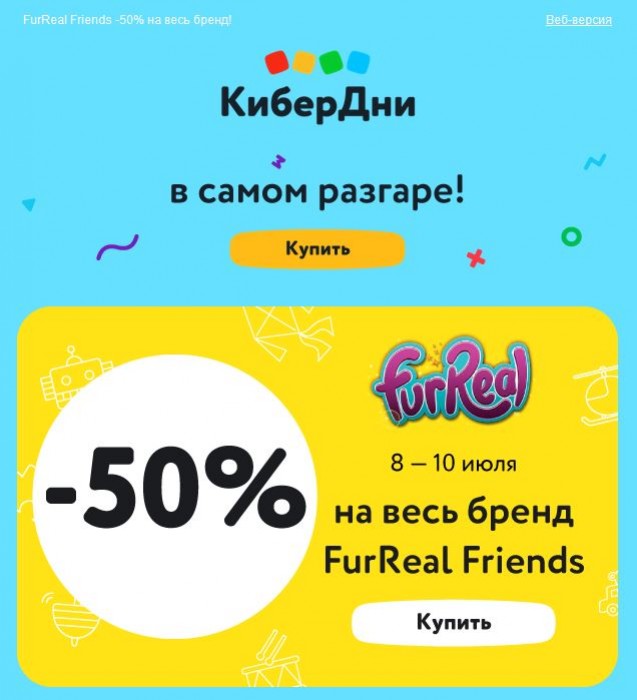 FurReal Friends -50% на весь бренд!
Веб-версия
КиберДни
в самом разгаре!
Купить
-50%
FurReal
8 – 10 июля
на весь бренд
FurReal Friends
Купить